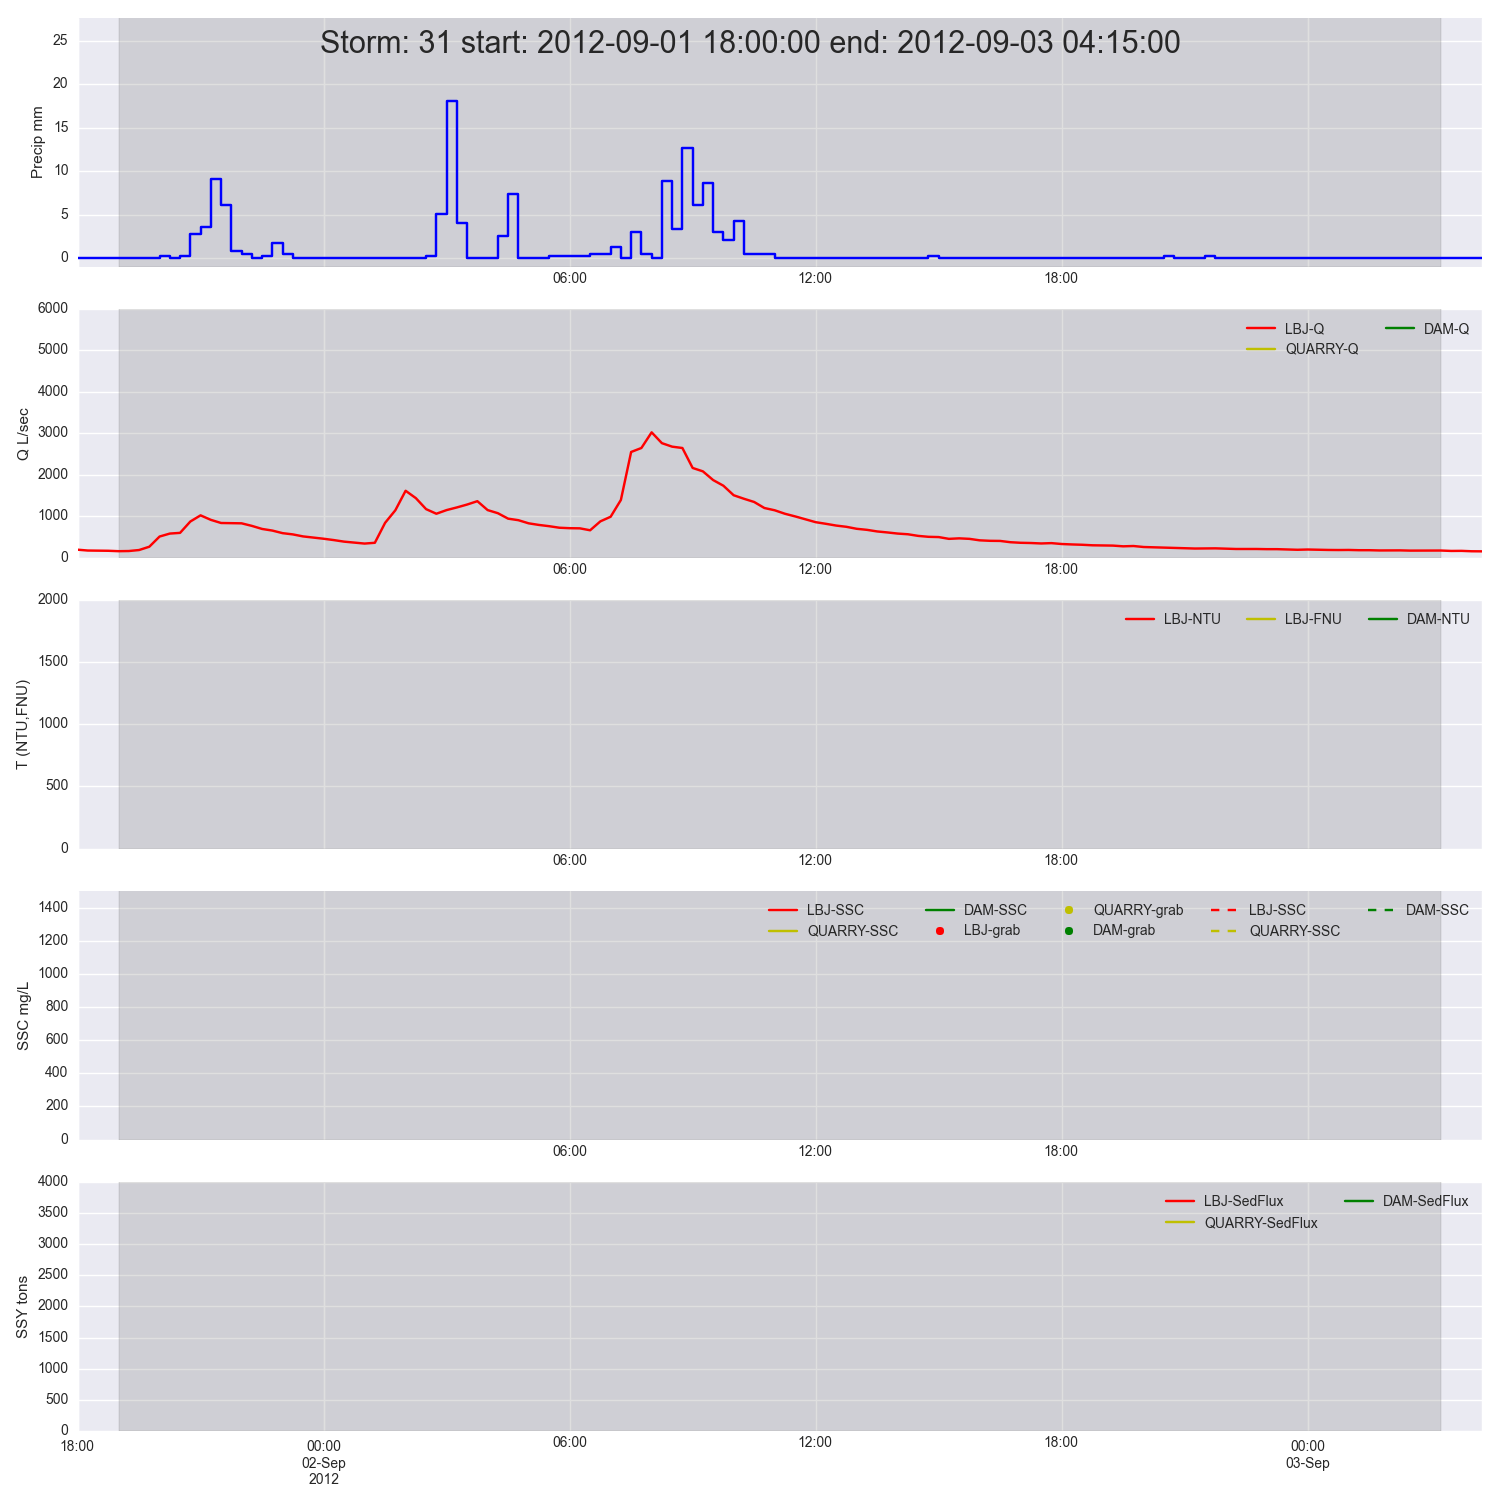 Storm: 31 start: 2012-09-01 18:00:00 end: 2012-09-03 04:15:00
Precip mm
25
20
15
10
5
0
06:00 12:00 18:00
Q L/sec
6000
5000
4000
3000
2000
1000
0
LBJ-Q DAM-Q
QUARRY-Q
06:00 12:00 18:00
T (NTU,FNU)
2000
1500
1000
500
0
LBJ-NTU LBJ-FNU DAM-NTU
06:00 12:00 18:00
SSC mg/L
1400
1200
1000
800
600
400
200
0
LBJ-SSC DAM-SSC QUARRY-grab LBJ-SSC DAM-SSC
QUARRY-SSC LBJ-grab DAM-grab QUARRY-SSC
06:00 12:00 18:00
SSY tons
4000
3500
3000
2500
2000
1500
1000
500
0
LBJ-SedFlux DAM-SedFlux
QUARRY-SedFlux
18:00 00:00 06:00 12:00 18:00 00:00
02-Sep 03-Sep
2012